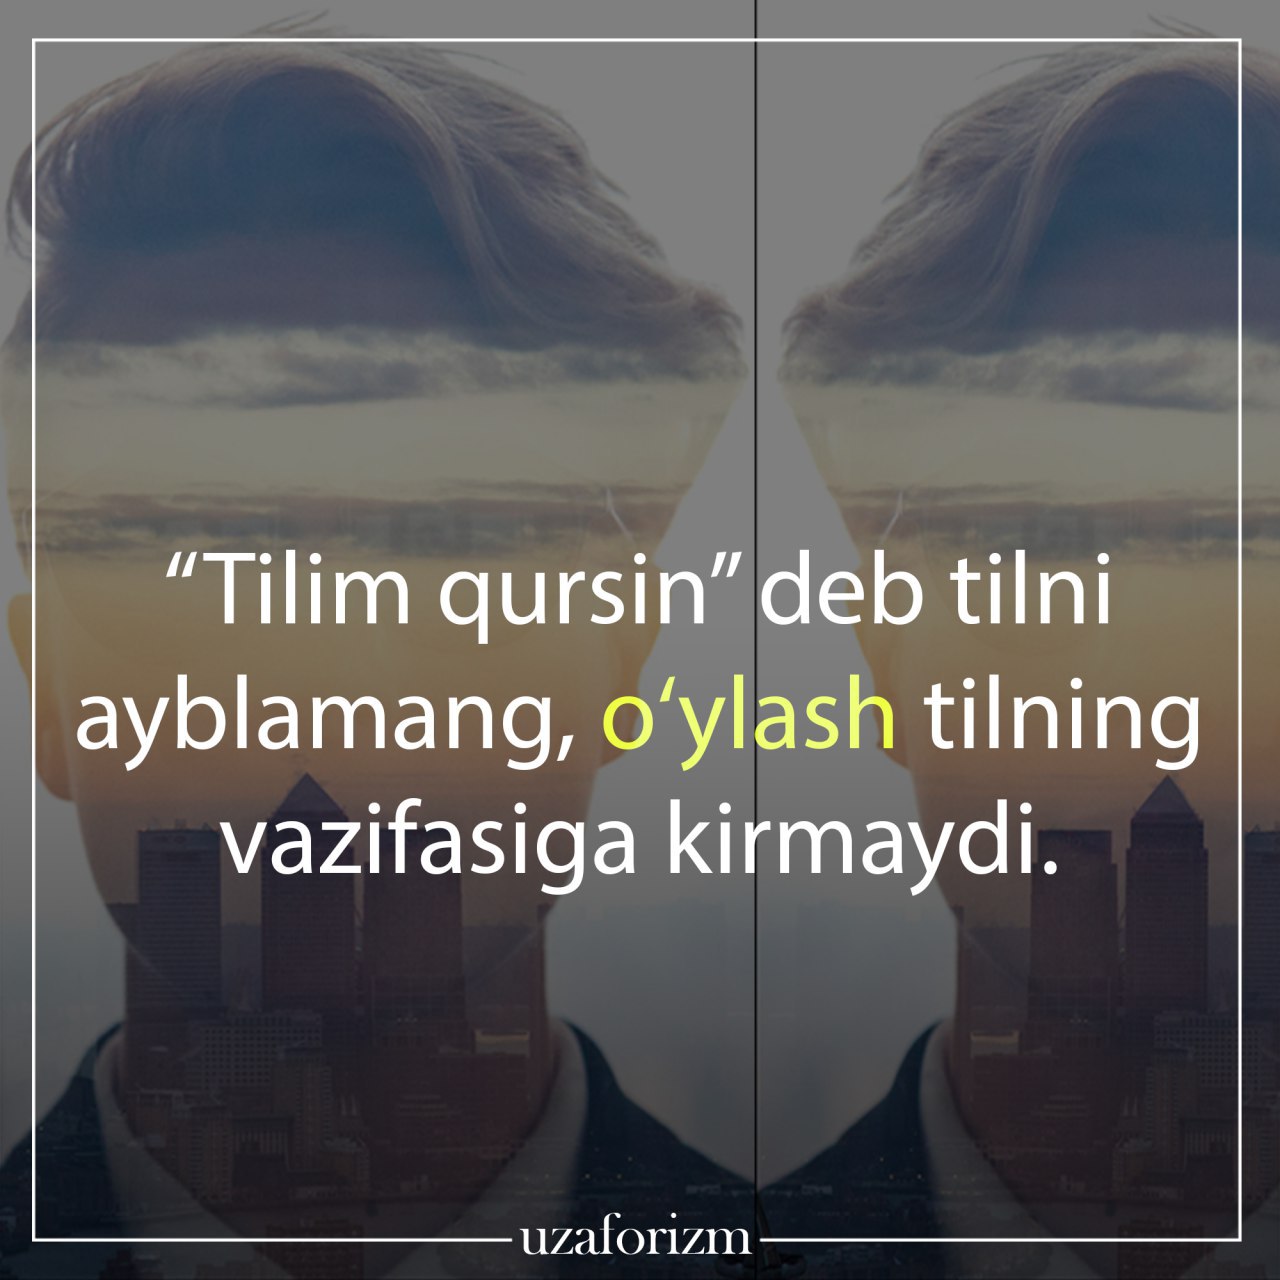 “Tilim qursin” deb tilni
ayblamang, o‘ylash tilning
vazifasiga kirmaydi.
uzaforizm